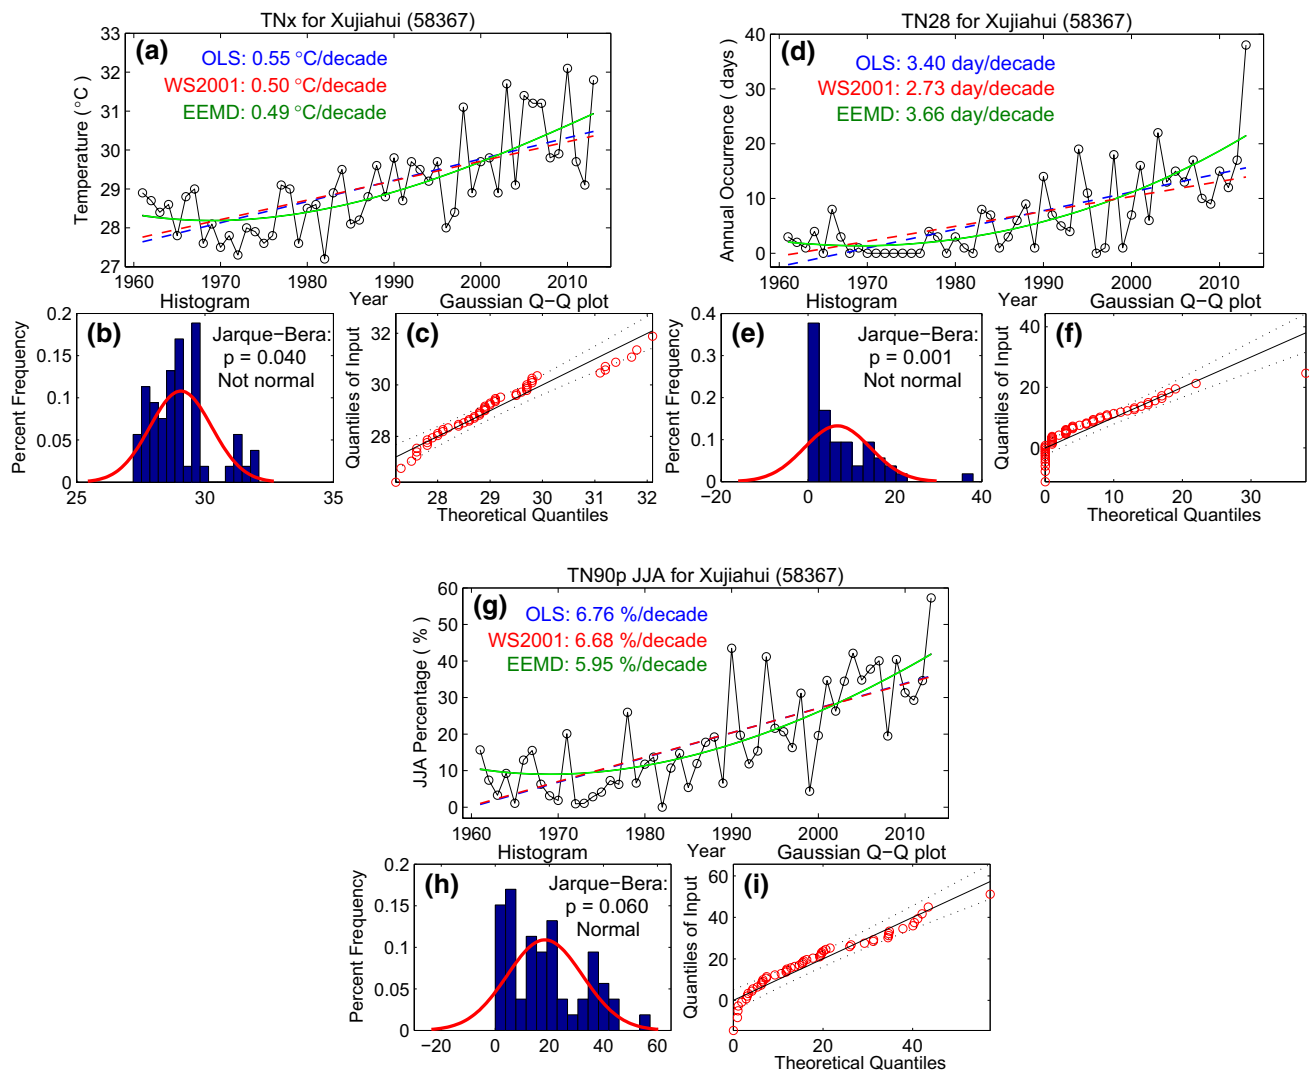 TNx for Xujiahui (58367)
(a)
OLS: 0.55 °C/decade
WS2001: 0.50 °C/decade
EEMD: 0.49 °C/decade
Temperature ( °C)
33
32
31
30
29
28
27
1960 1970 1980 1990 2000 2010
Year
TN28 for Xujiahui (58367)
(d)
OLS: 3.40 day/decade
WS2001: 2.73 day/decade
EEMD: 3.66 day/decade
Annual Occurrence ( days)
40
30
20
10
0
1960 1970 1980 1990 2000 2010
Year
Histogram
(b)
Jarque−Bera:
p = 0.040
Not normal
Percent Frequency
0.2
0.15
0.1
0.05
0
25 30 35
Gaussian Q−Q plot
(c)
Quantiles of Input
32
30
28
28 29 30 31 32
Theoretical Quantiles
Histogram
(e)
Jarque−Bera:
p = 0.001
Not normal
Percent Frequency
0.4
0.3
0.2
0.1
0
−20 0 20 40
Gaussian Q−Q plot
(f)
Quantiles of Input
40
20
0
0 10 20 30
Theoretical Quantiles
TN90p JJA for Xujiahui (58367)
(g)
OLS: 6.76 %/decade
WS2001: 6.68 %/decade
EEMD: 5.95 %/decade
JJA Percentage ( %)
60
50
40
30
20
10
0
1960 1970 1980 1990 2000 2010
Year
Histogram
(h)
Jarque−Bera:
p = 0.060
Normal
Percent Frequency
0.2
0.15
0.1
0.05
0
−20 0 20 40 60
Gaussian Q−Q plot
(i)
Quantiles of Input
60
40
20
0
0 20 40
Theoretical Quantiles